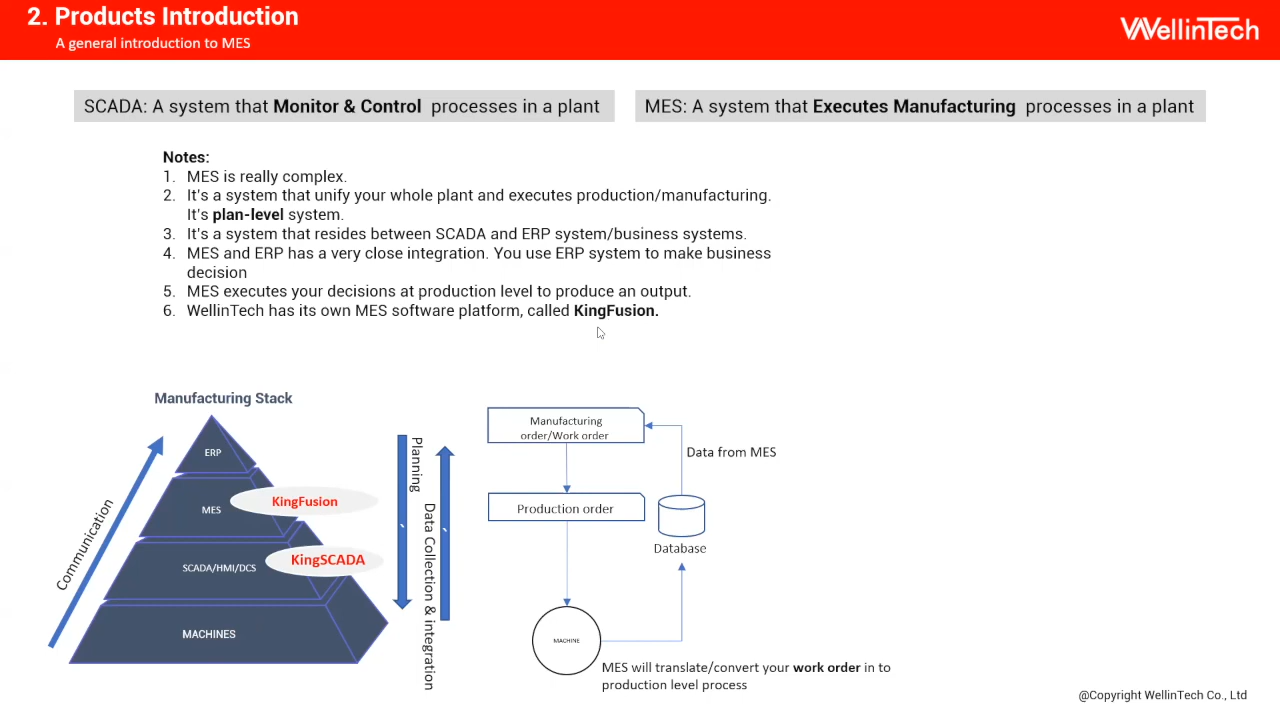 2. Products Introduction
A general introduction to MES
WellinTech
SCADA: A system that Monitor & Control processes in a plant
MES: A system that Executes Manufacturing processes in a plant
Notes:
1. MES is really complex.
2. It's a system that unify your whole plant and executes production/manufacturing.
It's plan-level system.
3. It's a system that resides between SCADA and ERP system/business systems.
4. MES and ERP has a very close integration. You use ERP system to make business
decision
5. MES executes your decisions at production level to produce an output.
6. WellinTech has its own MES software platform, called KingFusion.
Manufacturing Stack
ERP
MES
KingFusion
SCADA/HMI/DCS
KingSCADA
MACHINES
Communication
Planning
Data Collection & integration
Manufacturing
order/Work order
Data from MES
Production order
Database
MACHINE
MES will translate/convert your work order in to
production level process
@Copyright WellinTech Co., Ltd